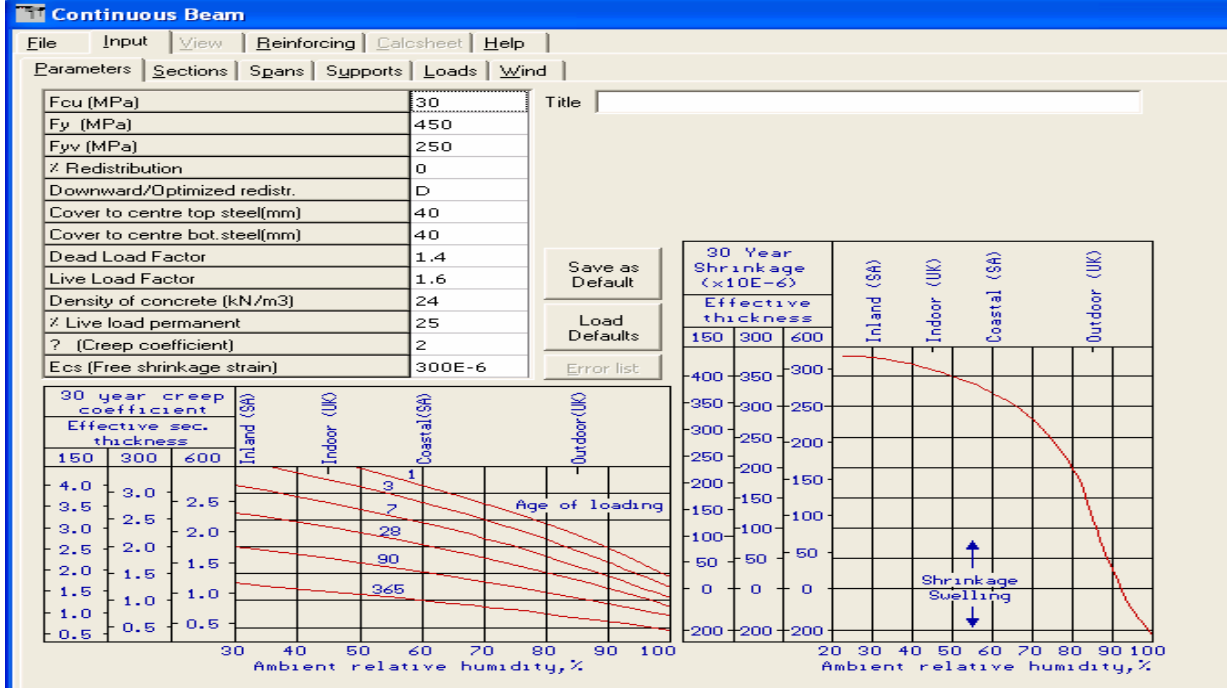 Continuous Beam
File Input View Reinforcing Calcsheet Help
Parameters Sections Spans Supports Loads Wind
Fcu (MPa) 30
Title
Fy (MPa) 450
Fyv (MPa) 250
% Redistribution 0
Downward/Optimized redistr. D
Cover to centre top steel(mm) 40
Cover to centre bot.steel(mm) 40
Dead Load Factor 1.4
Live Load Factor 1.6
Density of concrete (kN/m3) 24
% Live load permanent 25
? (Creep coefficient) 2
Ecs (Free shrinkage strain) 300E-6
Save as
Default
Load
Defaults
Error list
30 year creep
coefficient
Effective sec.
thickness
150 300 600
Inland (SA)
Indoor (UK)
Coastal(SA)
Outdoor(UK)
4.0 3.0 2.5
3.5 2.5 2.0
3.0 2.0 1.5
2.5 1.5 1.0
2.0 1.0 0.5
1.5 0.5
1.0
0.5
1
3
7
28
90
365
Age of loading
30 40 50 60 70 80 90 100
Ambient relative humidity,%
30 Year
Shrinkage
(x10E-6)
Effective
thickness
150 300 600
Inland (SA)
Indoor (UK)
Coastal (SA)
Outdoor (UK)
400 350 300
350 300 250
300 250 200
250 200 150
200 150 100
150 100 50
100 50 0
50 0 200
0 200
200
Shrinkage
Swelling
20 30 40 50 60 70 80 90 100
Ambient relative humidity,%